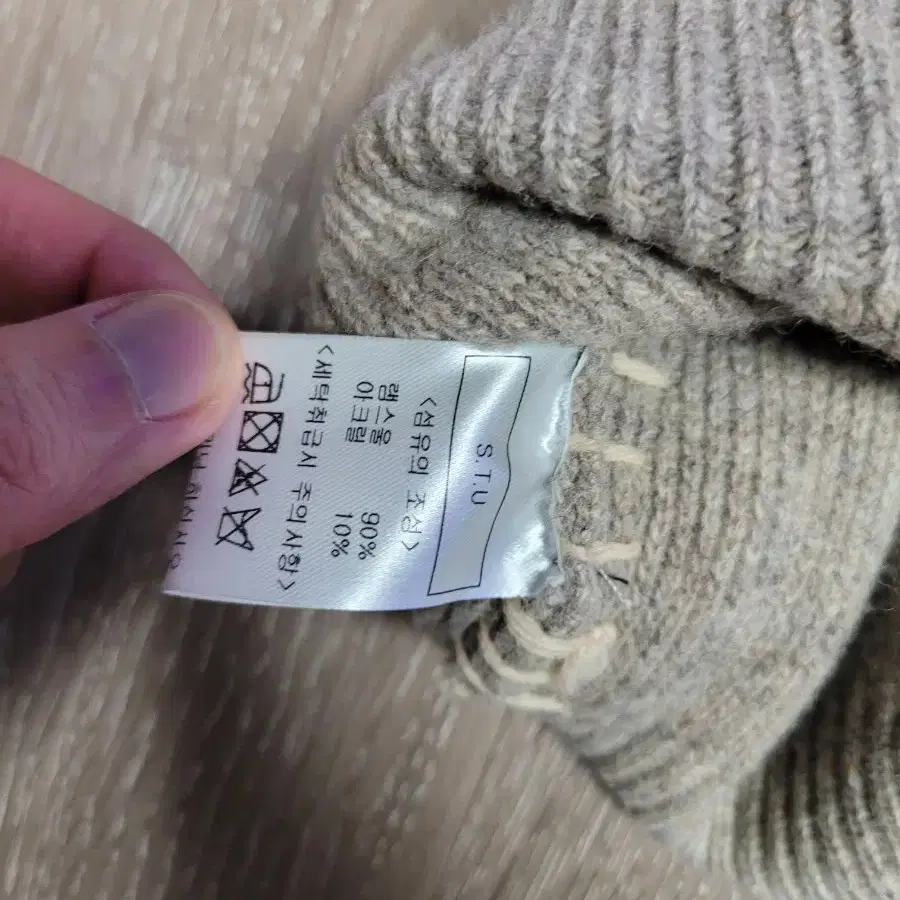 S.T.U
<섬유의 조성>
램스울 90%
아크릴 10%
<세탁취급시 주의사항>